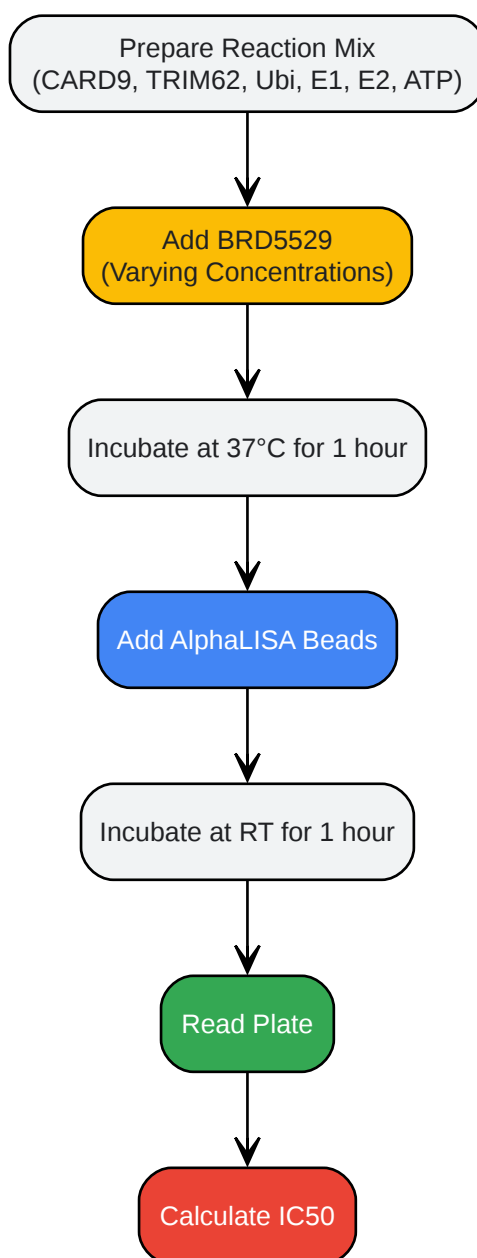 Prepare Reaction Mix
(CARD9, TRIM62, Ubi, E1, E2, ATP)
Add BRD5529
(Varying Concentrations)
Incubate at 37°C for 1 hour
Add AlphaLISA Beads
Incubate at RT for 1 hour
Read Plate
Calculate IC50